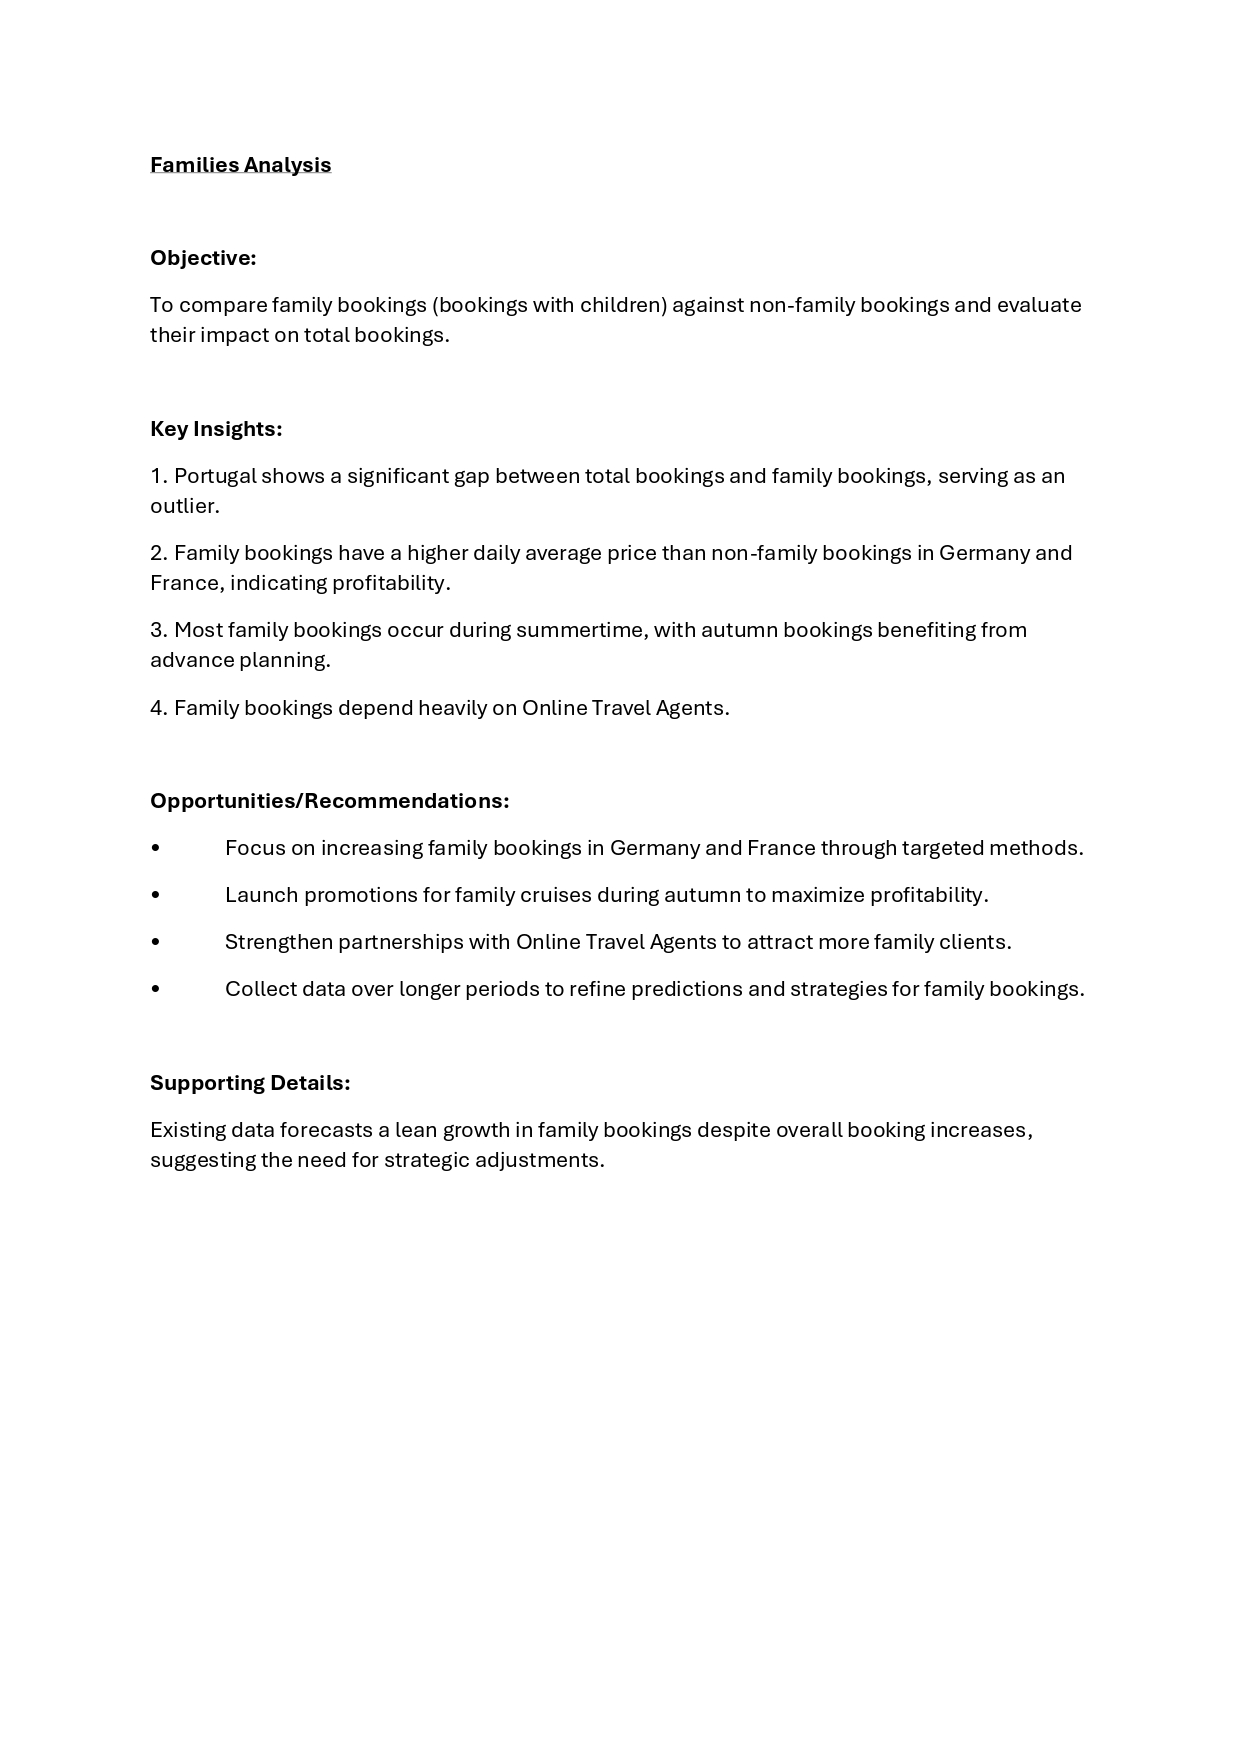 Families Analysis
Objective:
To compare family bookings (bookings with children) against non-family bookings and evaluate
their impact on total bookings.
Key Insights:
1. Portugal shows a significant gap between total bookings and family bookings, serving as an
outlier.
2. Family bookings have a higher daily average price than non-family bookings in Germany and
France, indicating profitability.
3. Most family bookings occur during summertime, with autumn bookings benefiting from
advance planning.
4. Family bookings depend heavily on Online Travel Agents.
Opportunities/Recommendations:
• Focus on increasing family bookings in Germany and France through targeted methods.
• Launch promotions for family cruises during autumn to maximize profitability.
• Strengthen partnerships with Online Travel Agents to attract more family clients.
• Collect data over longer periods to refine predictions and strategies for family bookings.
Supporting Details:
Existing data forecasts a lean growth in family bookings despite overall booking increases,
suggesting the need for strategic adjustments.